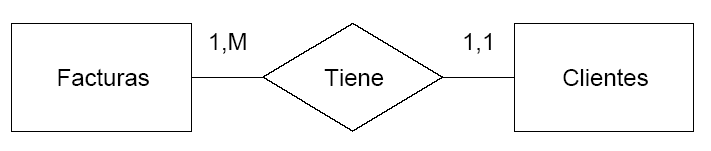 1,M
1,1
Facturas
Tiene
Clientes